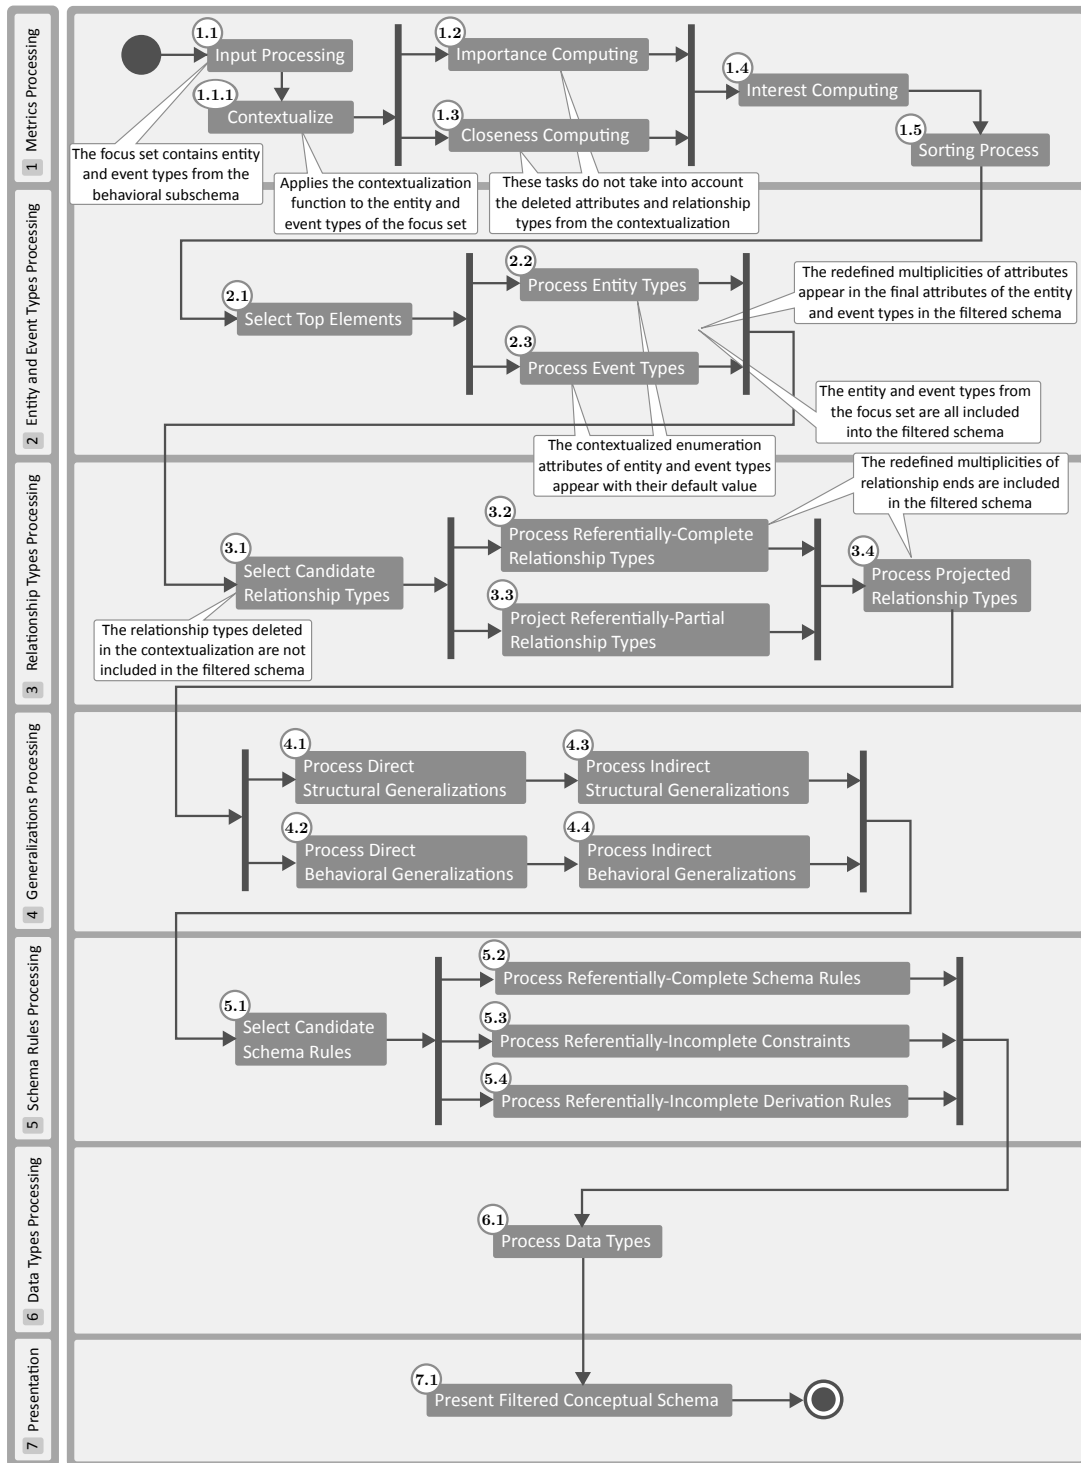 1 Metrics Processing
1.1
Input Processing
1.1.1
Contextualize
1.2
Importance Computing
1.3
Closeness Computing
1.4
Interest Computing
1.5
Sorting Process
The focus set contains entity
and event types from the
behavioral subschema
Applies the contextualization
function to the entity and
event types of the focus set
These tasks do not take into account
the deleted attributes and relationship
types from the contextualization
2 Entity and Event Types Processing
2.1
Select Top Elements
2.2
Process Entity Types
2.3
Process Event Types
The redefined multiplicities of attributes
appear in the final attributes of the entity
and event types in the filtered schema
The entity and event types from
the focus set are all included
into the filtered schema
The contextualized enumeration
attributes of entity and event types
appear with their default value
3 Relationship Types Processing
The redefined multiplicities of
relationship ends are included
in the filtered schema
3.1
Select Candidate
Relationship Types
3.2
Process Referentially-Complete
Relationship Types
3.3
Project Referentially-Partial
Relationship Types
3.4
Process Projected
Relationship Types
The relationship types deleted
in the contextualization are not
included in the filtered schema
4 Generalizations Processing
4.1
Process Direct
Structural Generalizations
4.3
Process Indirect
Structural Generalizations
4.2
Process Direct
Behavioral Generalizations
4.4
Process Indirect
Behavioral Generalizations
5 Schema Rules Processing
5.1
Select Candidate
Schema Rules
5.2
Process Referentially-Complete Schema Rules
5.3
Process Referentially-Incomplete Constraints
5.4
Process Referentially-Incomplete Derivation Rules
6 Data Types Processing
6.1
Process Data Types
7 Presentation
7.1
Present Filtered Conceptual Schema